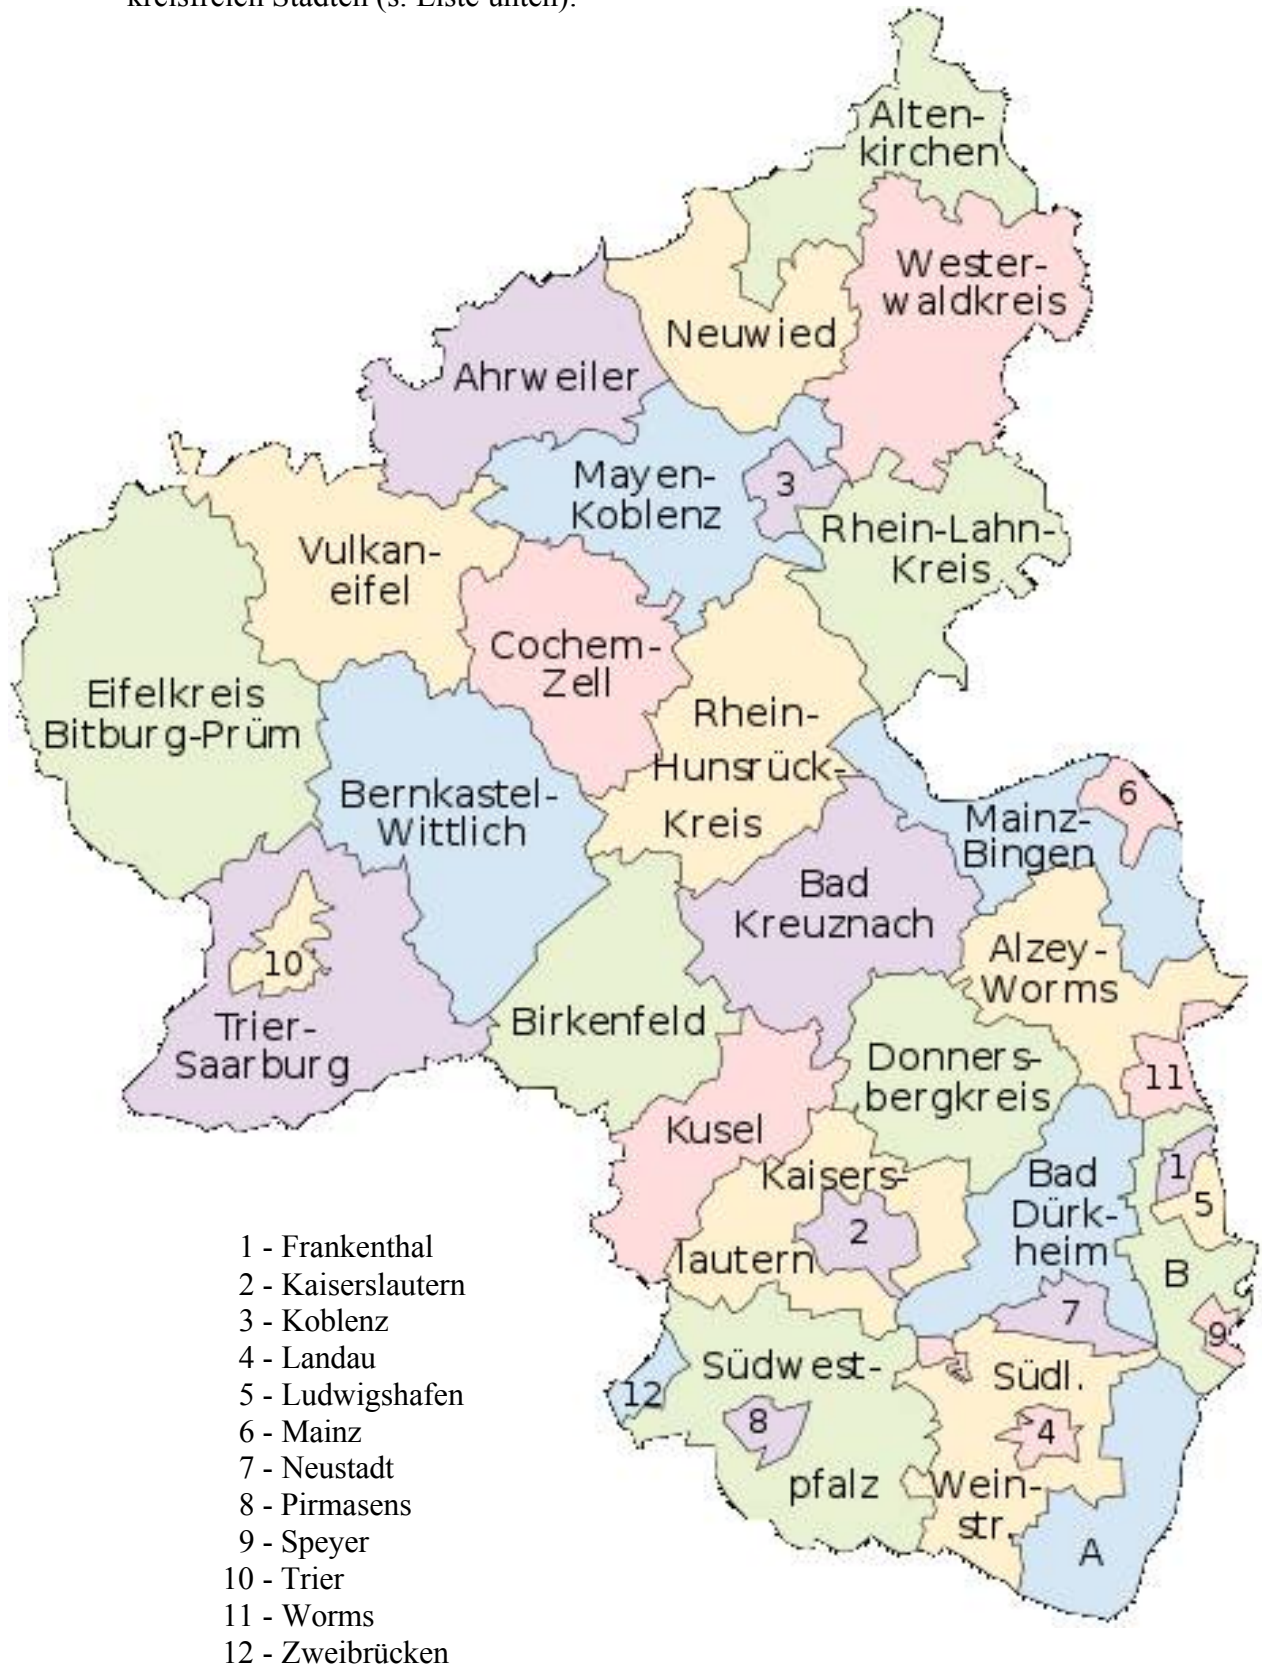 kreisfreien Städten (s. Liste unten).
Alten-
kirchen
Wester-
waldkreis
Neuwied
Ahrweiler
Mayen-
Koblenz
3
Rhein-Lahn-
Kreis
Vulkan-
eifel
Cochem-
Zell
Eifelkreis
Bitburg-Prüm
Rhein-
Hunsrück-
Kreis
Bernkastel-
Wittlich
6
Mainz-
Bingen
Bad
Kreuznach
Alzey-
Worms
10
Trier-
Saarburg
Birkenfeld
Donners-
bergkreis
11
Kusel
Kaisers-
lautern
2
Bad
Dürk-
heim
1
5
B
7
9
Südwest-
pfalz
12
8
Südl.
Wein-
str.
4
A
1 - Frankenthal
2 - Kaiserslautern
3 - Koblenz
4 - Landau
5 - Ludwigshafen
6 - Mainz
7 - Neustadt
8 - Pirmasens
9 - Speyer
10 - Trier
11 - Worms
12 - Zweibrücken